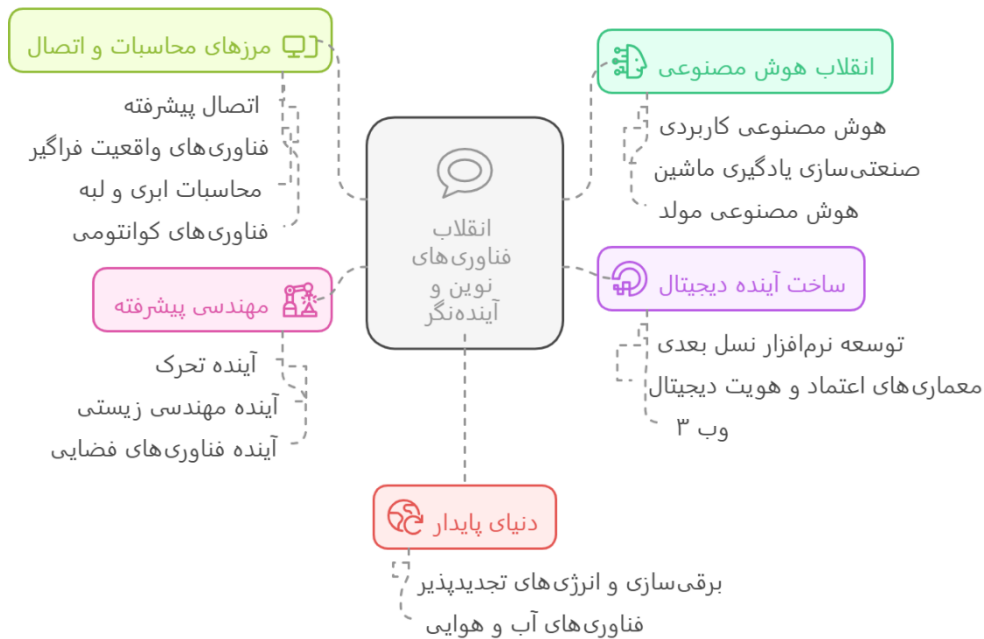 انقلاب
فناوری‌های
نوین و
آینده‌نگر
انقلاب هوش مصنوعی
هوش مصنوعی کاربردی
صنعتی‌سازی یادگیری ماشین
هوش مصنوعی مولد
ساخت آینده دیجیتال
توسعه نرم‌افزار نسل بعدی
معماری‌های اعتماد و هویت دیجیتال
وب ۳
مرزهای محاسبات و اتصال
اتصال پیشرفته
فناوری‌های واقعیت فراگیر
محاسبات ابری و لبه
فناوری‌های کوانتومی
مهندسی پیشرفته
آینده تحرک
آینده مهندسی زیستی
آینده فناوری‌های فضایی
دنیای پایدار
برقی‌سازی و انرژی‌های تجدیدپذیر
فناوری‌های آب و هوایی